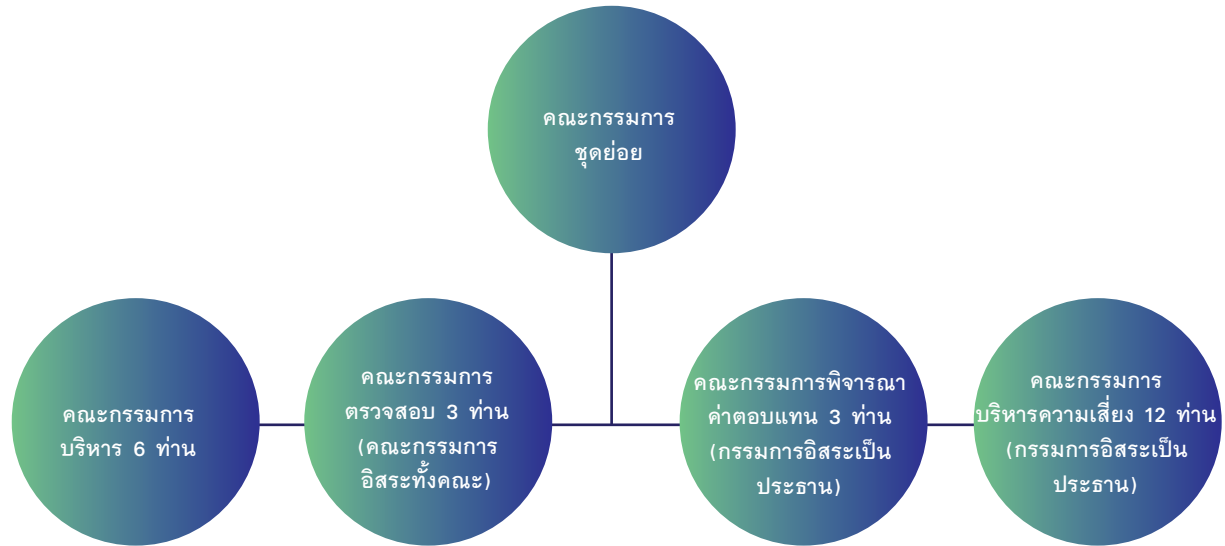 คณะกรรมการ
ชุดย่อย
คณะกรรมการ
บริหาร 6 ท่าน
คณะกรรมการ
ตรวจสอบ 3 ท่าน
(คณะกรรมการ
อิสระทั้งคณะ)
คณะกรรมการพิจารณา
ค่าตอบแทน 3 ท่าน
(กรรมการอิสระเป็น
ประธาน)
คณะกรรมการ
บริหารความเสี่ยง 12 ท่าน
(กรรมการอิสระเป็น
ประธาน)